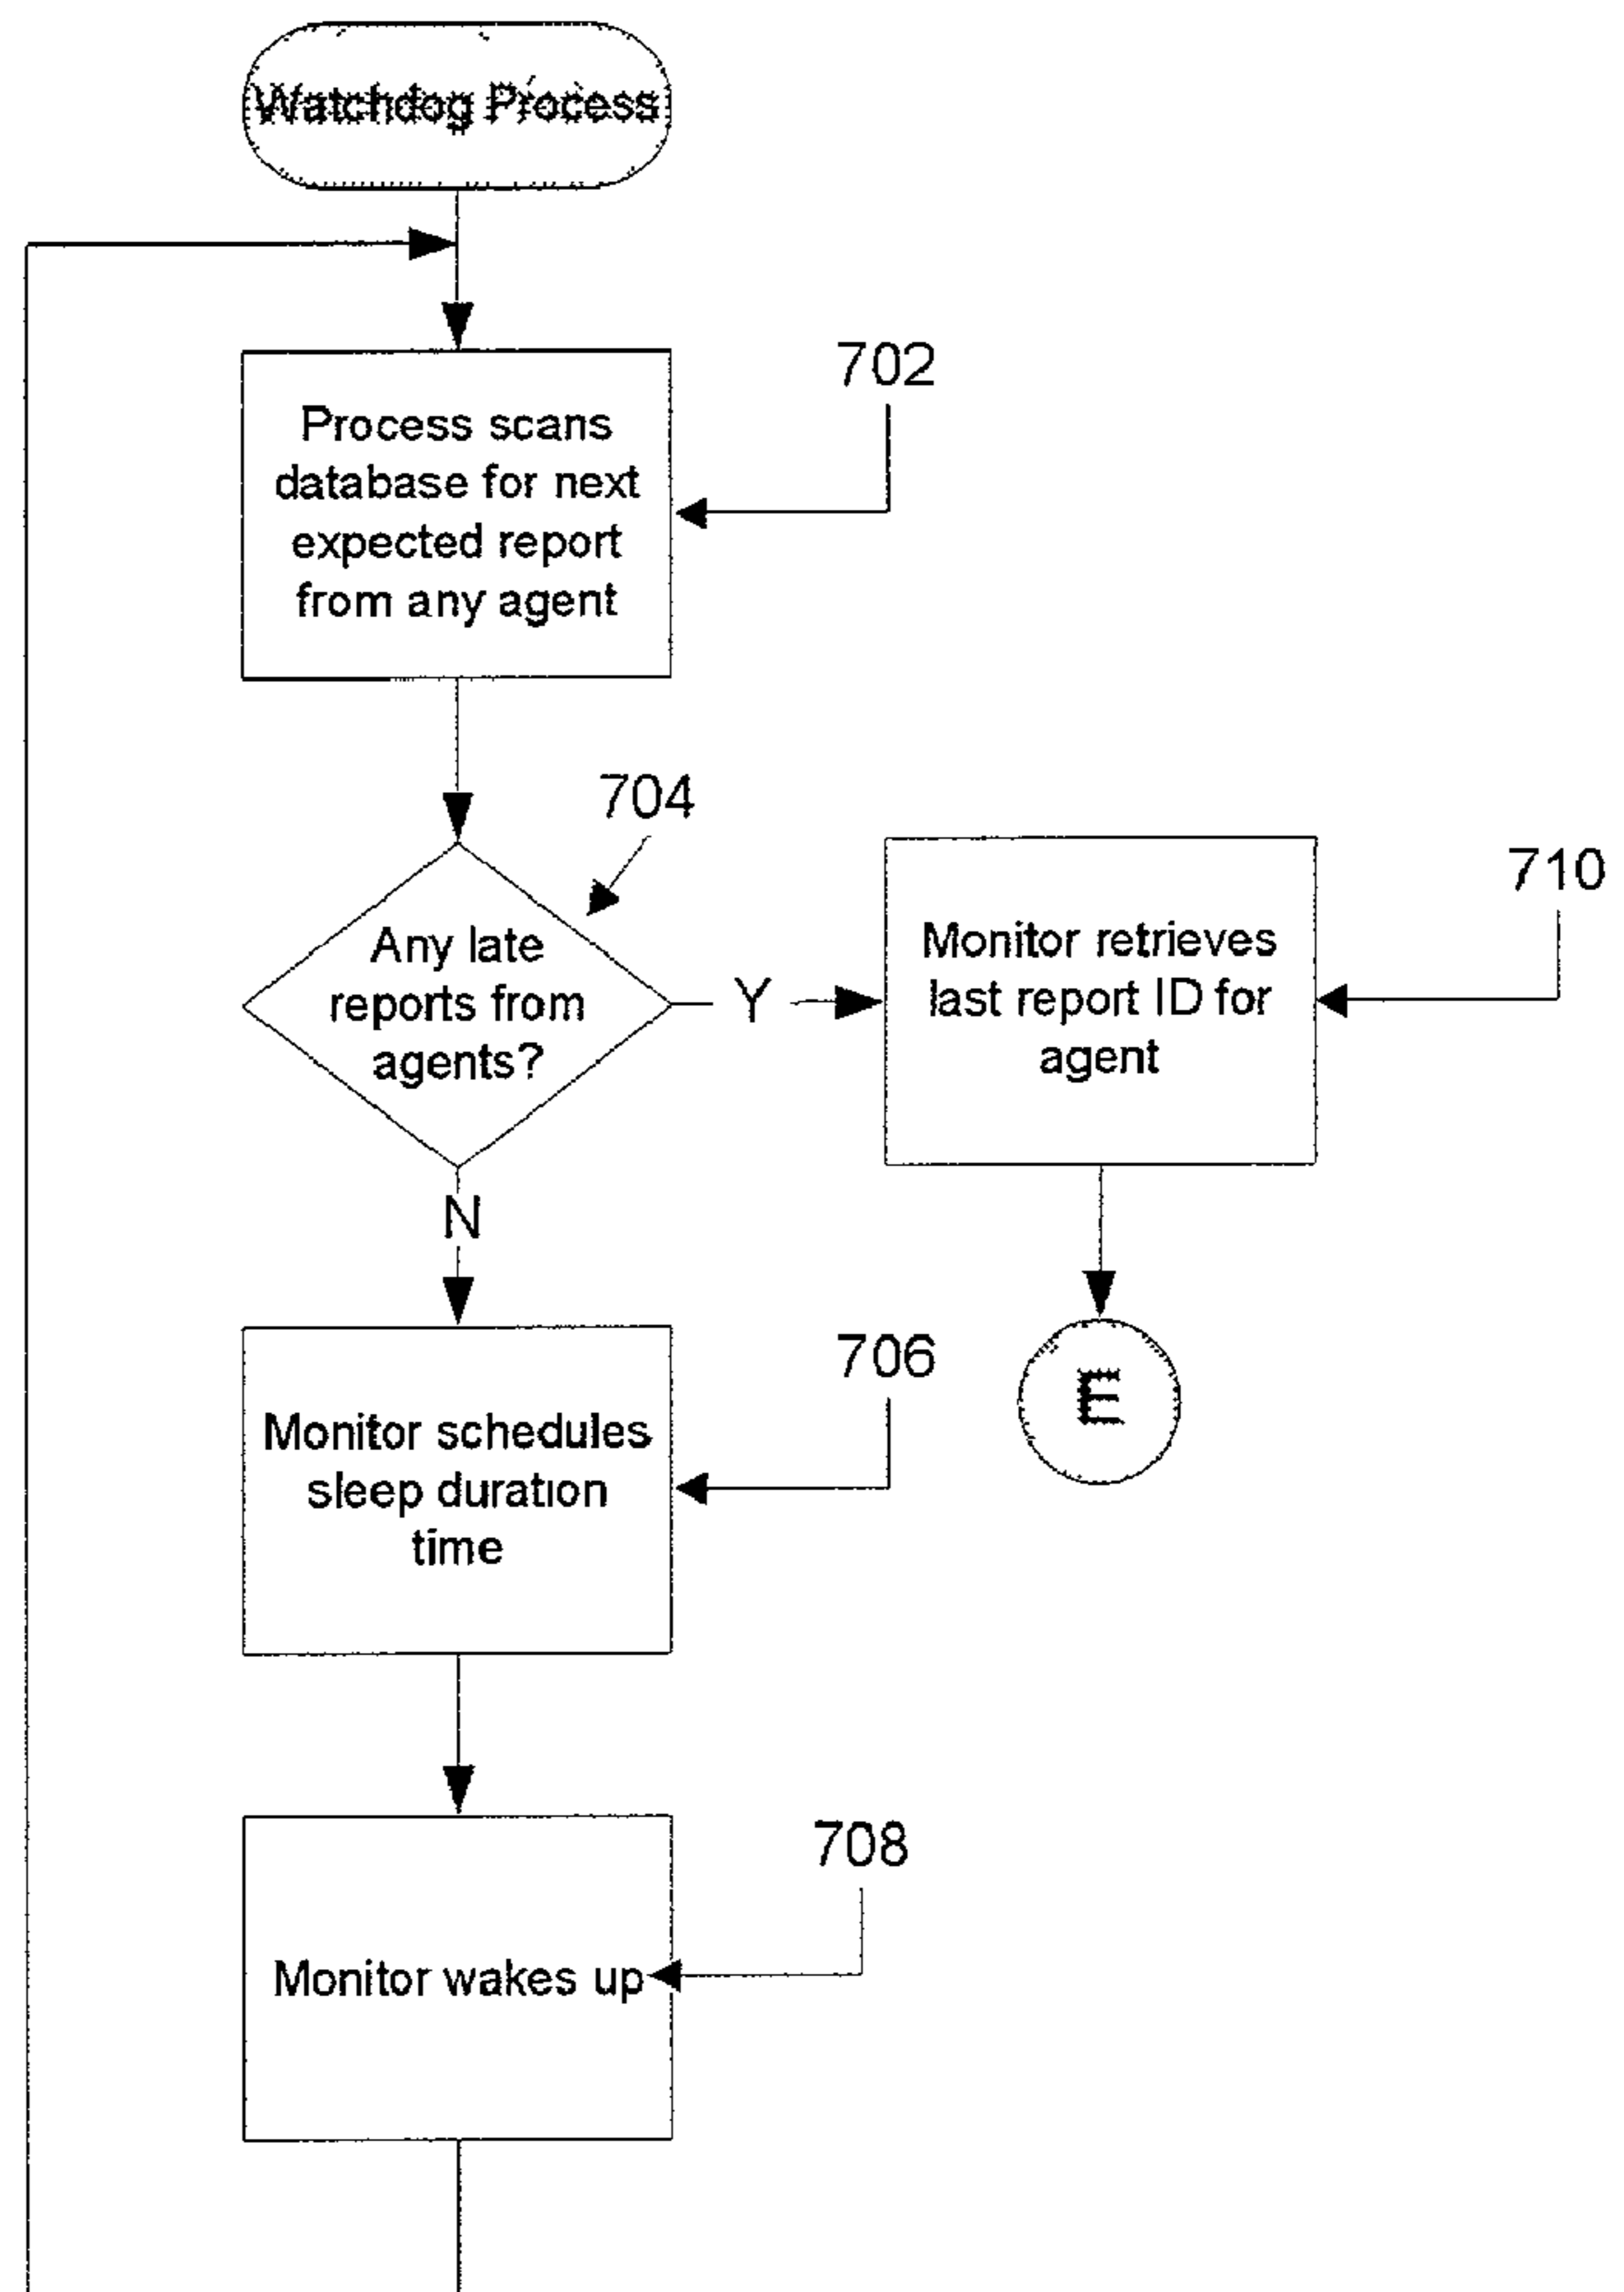 Watchdog Process
702
Process scans
database for next
expected report
from any agent
704
Any late
reports from
agents?
Y
710
Monitor retrieves
last report ID for
agent
N
E
706
Monitor schedules
sleep duration
time
708
Monitor wakes up